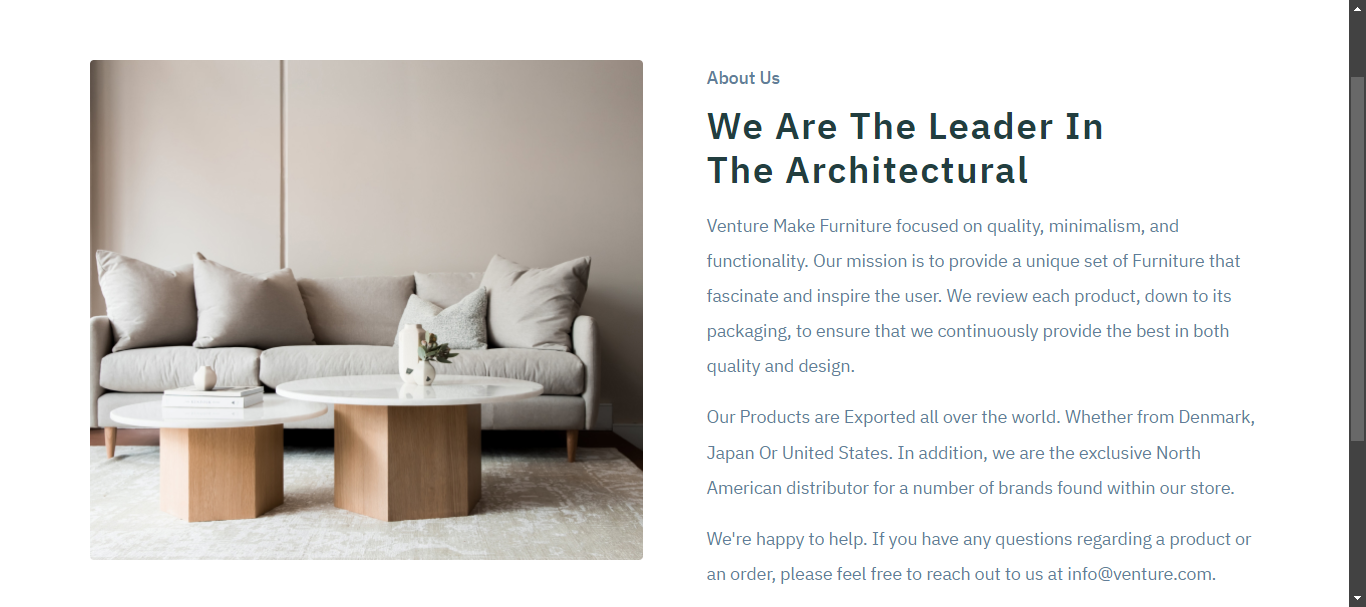 About Us
We Are The Leader In
The Architectural
Venture Make Furniture focused on quality, minimalism, and
functionality. Our mission is to provide a unique set of Furniture that
fascinate and inspire the user. We review each product, down to its
packaging, to ensure that we continuously provide the best in both
quality and design.
Our Products are Exported all over the world. Whether from Denmark,
Japan Or United States. In addition, we are the exclusive North
American distributor for a number of brands found within our store.
We're happy to help. If you have any questions regarding a product or
an order, please feel free to reach out to us at info@venture.com.